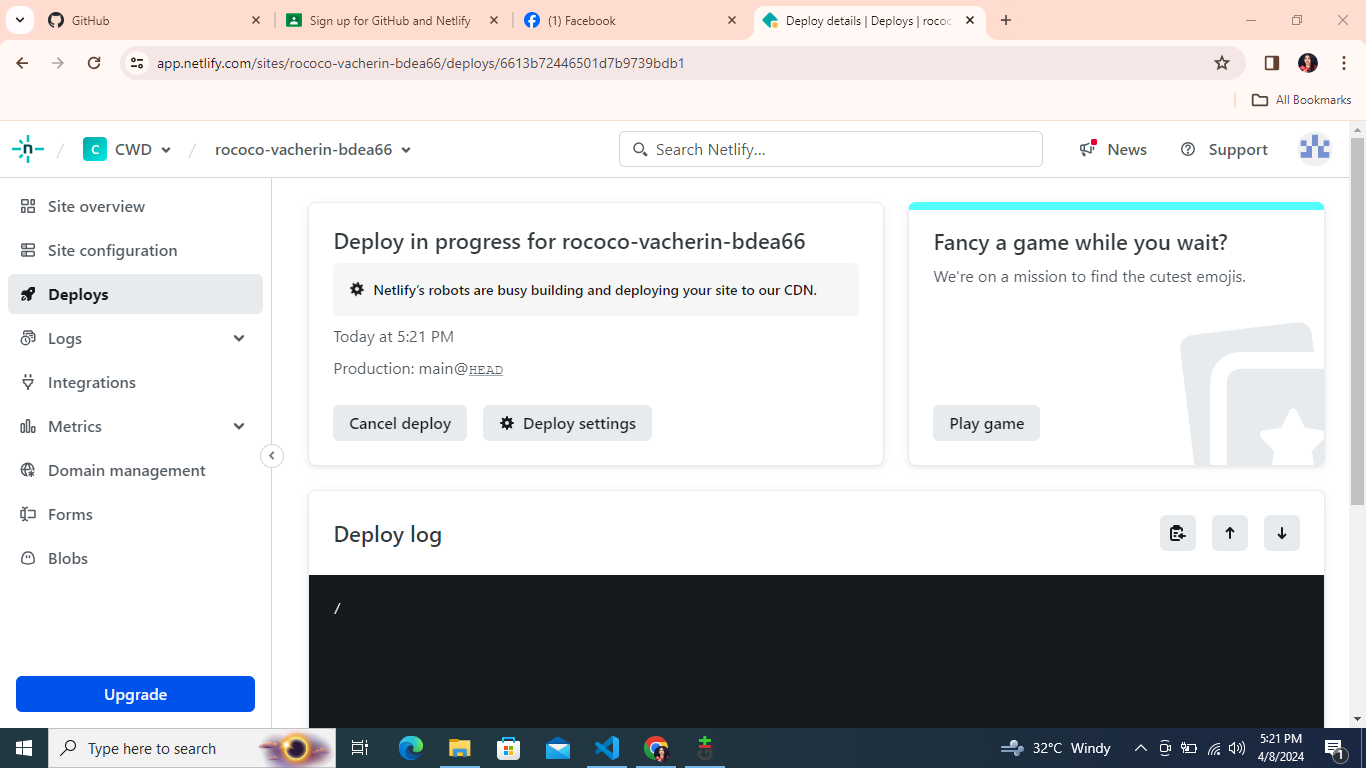 GitHub
Sign up for GitHub and Netlify
(1) Facebook
Deploy details | Deploys | rococ
app.netlify.com/sites/rococo-vacherin-bdea66/deploys/6613b72446501d7b9739bdb1
All Bookmarks
n / C CWD / rococo-vacherin-bdea66
Search Netlify...
News
Support
Site overview
Site configuration
Deploys
Logs
Integrations
Metrics
Domain management
Forms
Blobs
Upgrade
Deploy in progress for rococo-vacherin-bdea66
Netlify’s robots are busy building and deploying your site to our CDN.
Today at 5:21 PM
Production: main@HEAD
Cancel deploy
Deploy settings
Fancy a game while you wait?
We're on a mission to find the cutest emojis.
Play game
Deploy log
/
Type here to search
32°C Windy
5:21 PM
4/8/2024
1